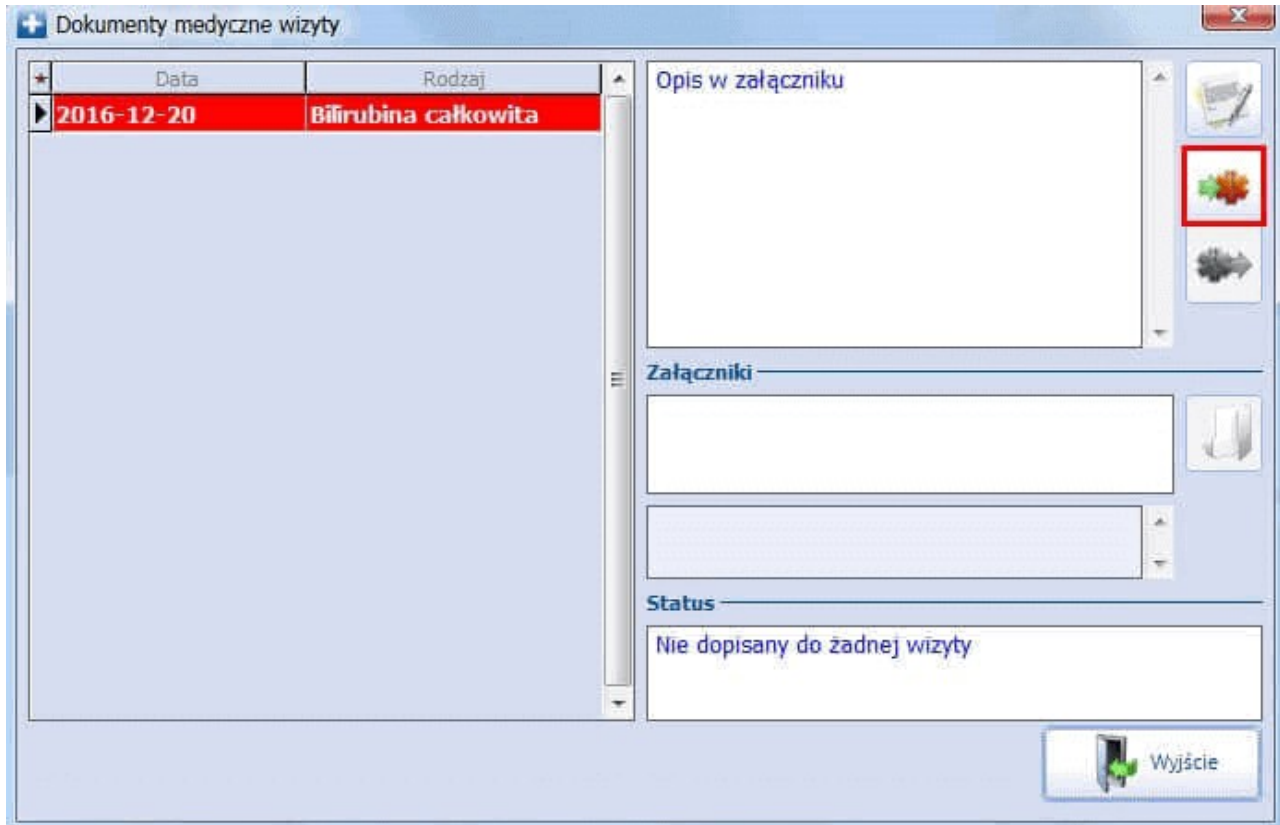 Dokumenty medyczne wizyty
Data Rodzaj
2016-12-20 Bilirubina całkowita
Opis w załączniku
Załączniki
Status
Nie dopisany do żadnej wizyty
Wyjście